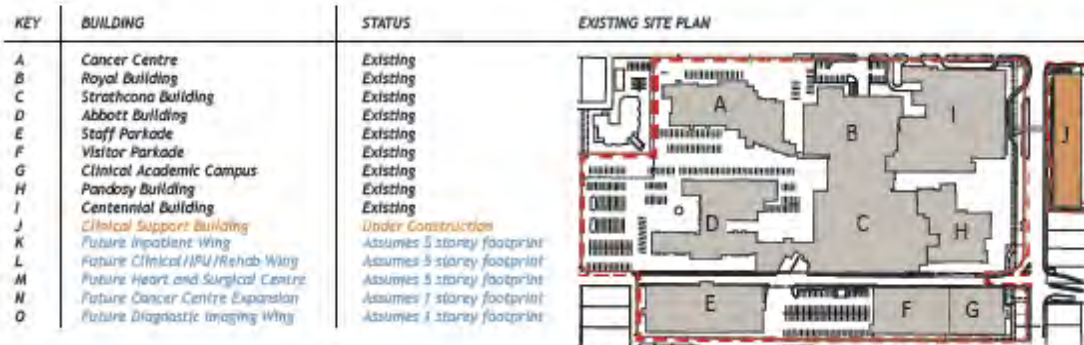 KEY BUILDING STATUS EXISTING SITE PLAN
A Cancer Centre Existing
B Royal Building Existing
C Strathcona Building Existing
D Abbott Building Existing
E Staff Parkade Existing
F Visitor Parkade Existing
G Clinical Academic Campus Existing
H Pandosy Building Existing
I Centennial Building Existing
J Clinical Support Building Under Construction
K Future Inpatient Wing Assumes 5 storey footprint
L Future Clinical/IPU/Rehab Wing Assumes 5 storey footprint
M Future Heart and Surgical Centre Assumes 5 storey footprint
N Future Cancer Centre Expansion Assumes 1 storey footprint
O Future Diagnostic Imaging Wing Assumes 1 storey footprint
A
B
I
J
D
C
H
E
F
G